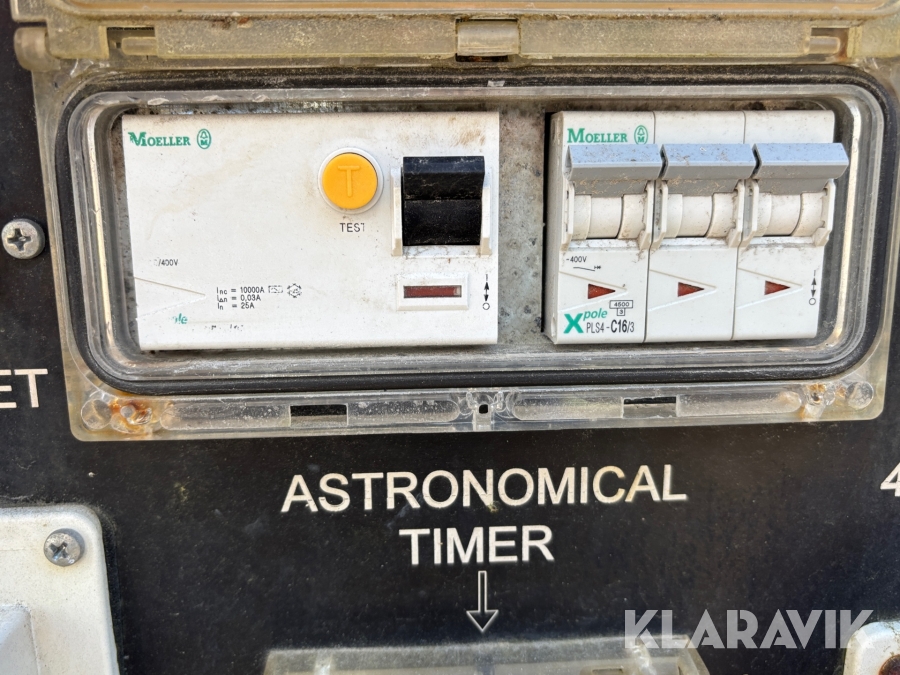 MOELLER
T
TEST
/400V
Inc = 10000A
IΔn = 0,03A
In = 25A
MOELLER
~400V
4500
3
Xpole
PLS4-C16/3
ET
ASTRONOMICAL
TIMER
4
KLARAVIK